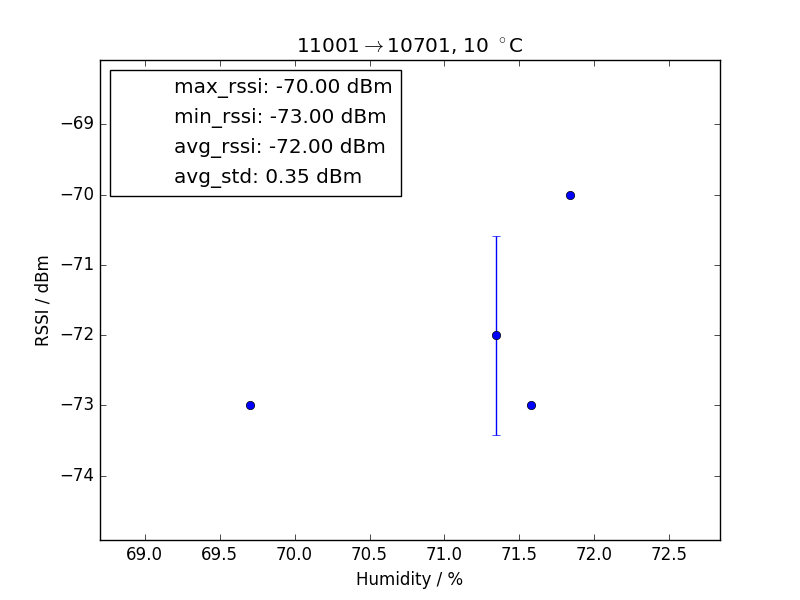 11001→10701, 10 °C
max_rssi: -70.00 dBm
min_rssi: -73.00 dBm
avg_rssi: -72.00 dBm
avg_std: 0.35 dBm
RSSI / dBm
−69
−70
−71
−72
−73
−74
69.0 69.5 70.0 70.5 71.0 71.5 72.0 72.5
Humidity / %